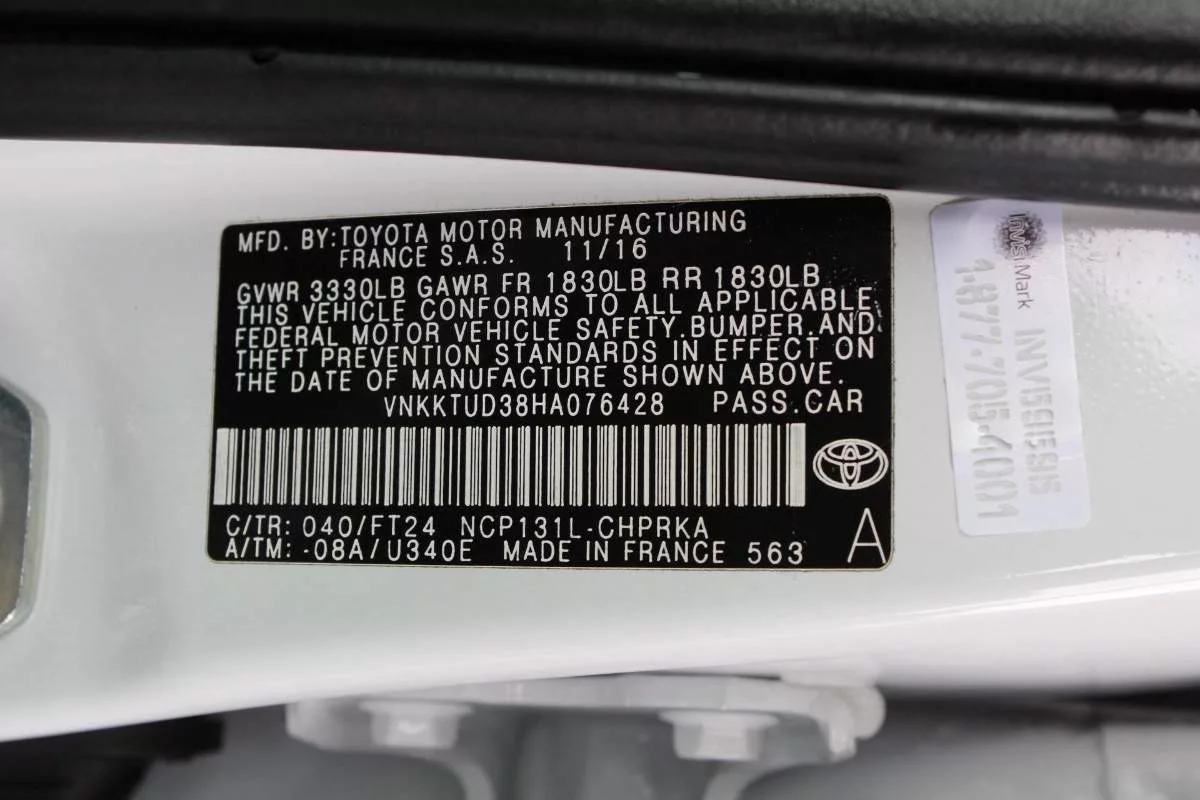 MFD. BY:TOYOTA MOTOR MANUFACTURING
FRANCE S.A.S. 11/16
GVWR 3330LB GAWR FR 1830LB RR 1830LB
THIS VEHICLE CONFORMS TO ALL APPLICABLE
FEDERAL MOTOR VEHICLE SAFETY.BUMPER.AND
THEFT PREVENTION STANDARDS IN EFFECT ON
THE DATE OF MANUFACTURE SHOWN ABOVE.
VNKKTUD38HA076428 PASS.CAR
C/TR: 040/FT24 NCP131L-CHPRKA
A/TM: -08A/U340E MADE IN FRANCE 563
A
InVis Mark
1-877-705-4001